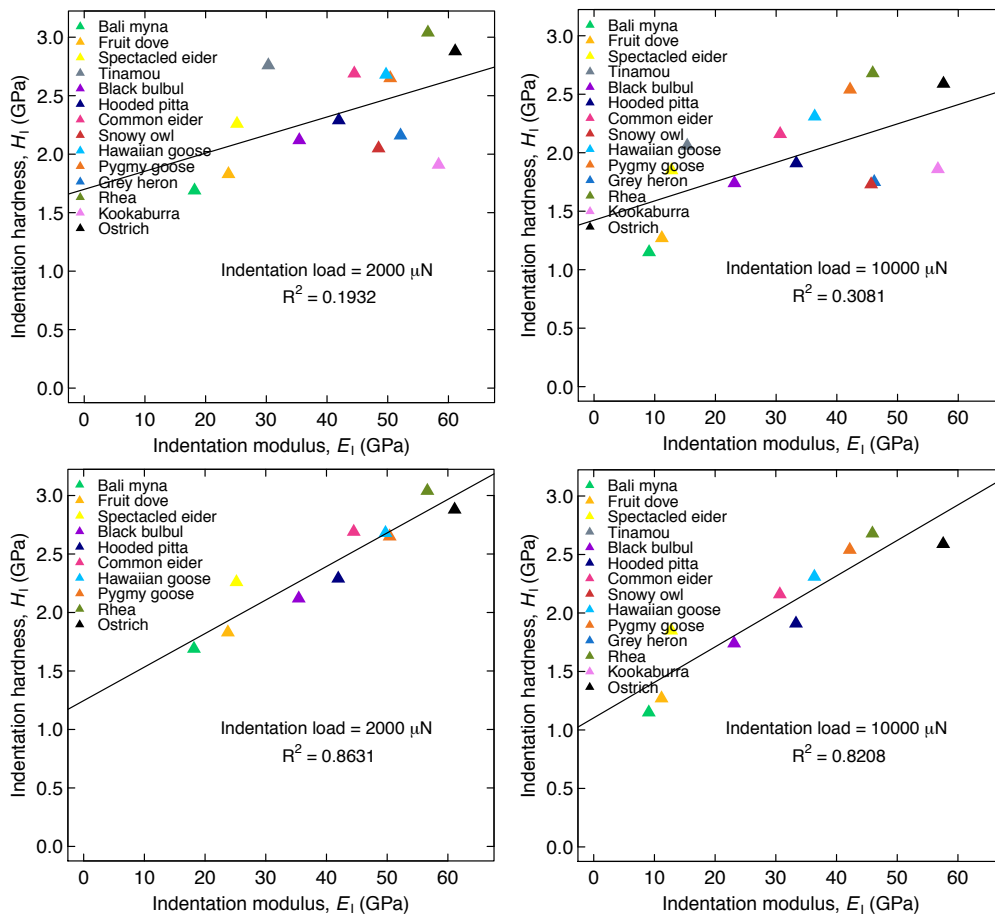 Indentation hardness, HI (GPa)
3.0
2.5
2.0
1.5
1.0
0.5
0.0
Bali myna
Fruit dove
Spectacled eider
Tinamou
Black bulbul
Hooded pitta
Common eider
Snowy owl
Hawaiian goose
Pygmy goose
Grey heron
Rhea
Kookaburra
Ostrich
Indentation load = 2000 μN
R² = 0.1932
0 10 20 30 40 50 60
Indentation modulus, EI (GPa)
Indentation hardness, HI (GPa)
3.0
2.5
2.0
1.5
1.0
0.5
0.0
Bali myna
Fruit dove
Spectacled eider
Tinamou
Black bulbul
Hooded pitta
Common eider
Snowy owl
Hawaiian goose
Pygmy goose
Grey heron
Rhea
Kookaburra
Ostrich
Indentation load = 10000 μN
R² = 0.3081
0 10 20 30 40 50 60
Indentation modulus, EI (GPa)
Indentation hardness, HI (GPa)
3.0
2.5
2.0
1.5
1.0
0.5
0.0
Bali myna
Fruit dove
Spectacled eider
Black bulbul
Hooded pitta
Common eider
Hawaiian goose
Pygmy goose
Rhea
Ostrich
Indentation load = 2000 μN
R² = 0.8631
0 10 20 30 40 50 60
Indentation modulus, EI (GPa)
Indentation hardness, HI (GPa)
3.0
2.5
2.0
1.5
1.0
0.5
0.0
Bali myna
Fruit dove
Spectacled eider
Tinamou
Black bulbul
Hooded pitta
Common eider
Snowy owl
Hawaiian goose
Pygmy goose
Grey heron
Rhea
Kookaburra
Ostrich
Indentation load = 10000 μN
R² = 0.8208
0 10 20 30 40 50 60
Indentation modulus, EI (GPa)